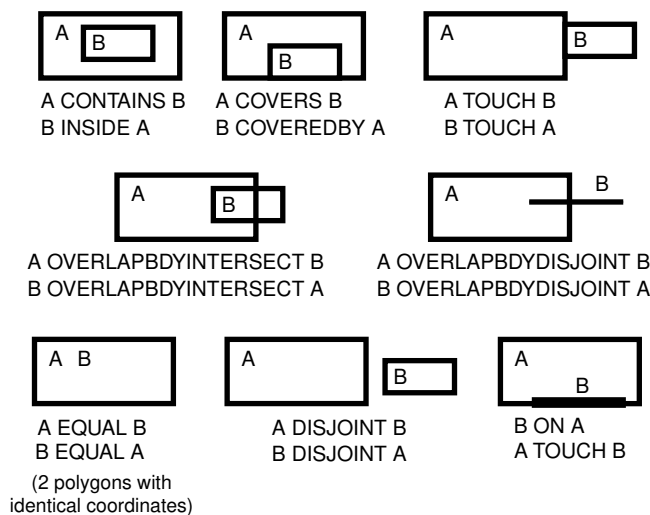 A
B
A CONTAINS B
B INSIDE A
A
B
A COVERS B
B COVEREDBY A
A
B
A TOUCH B
B TOUCH A
A
B
A OVERLAPBDYINTERSECT B
B OVERLAPBDYINTERSECT A
A
B
A OVERLAPBDYDISJOINT B
B OVERLAPBDYDISJOINT A
A B
A EQUAL B
B EQUAL A
(2 polygons with
identical coordinates)
A
B
A DISJOINT B
B DISJOINT A
A
B
B ON A
A TOUCH B